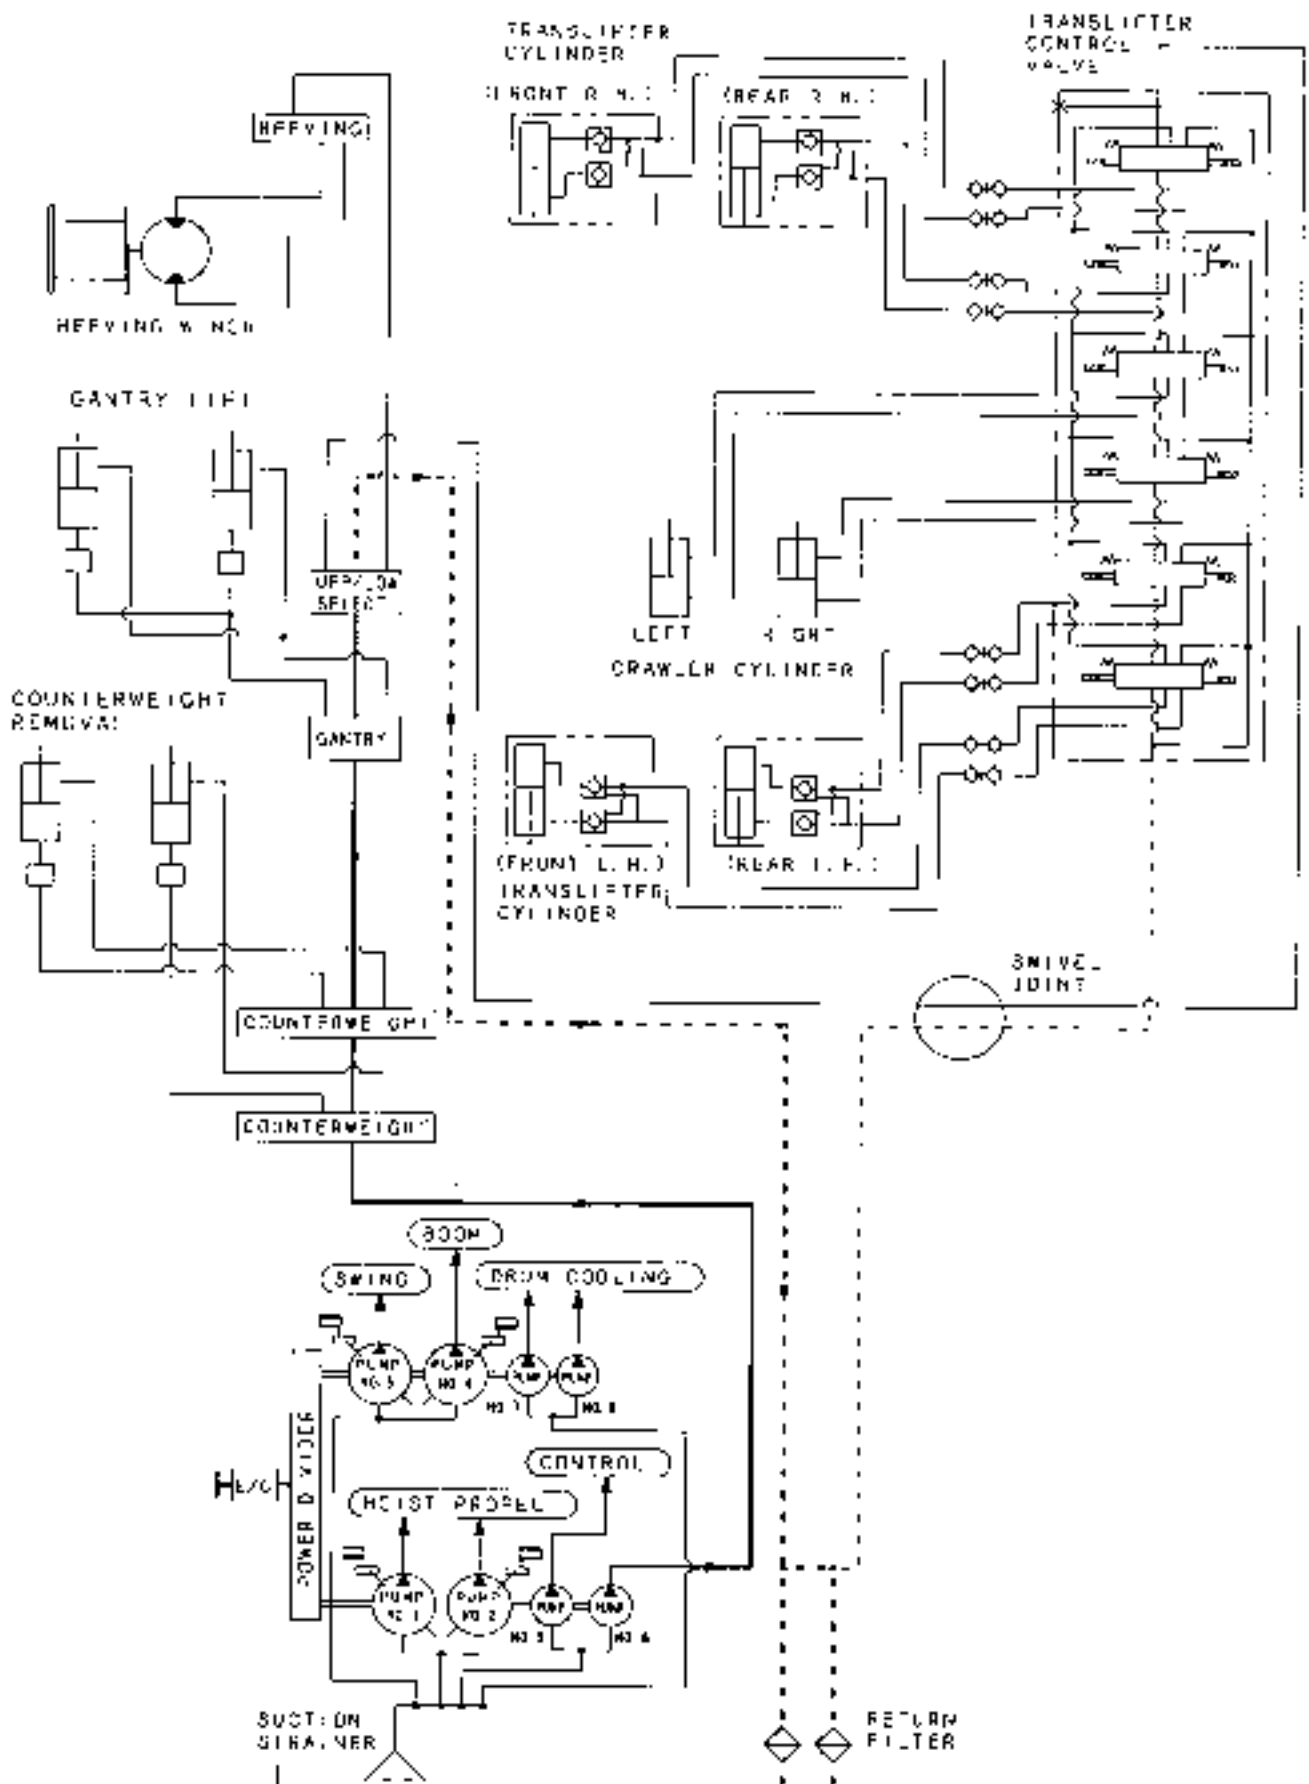 TRANSLIFTER
CYLINDER
(FRONT R.H.)
(REAR R.H.)
TRANSLIFTER
CONTROL
VALVE
HEEVING
HEEVING WINCH
GANTRY LIFT
SELECT
LEFT
RIGHT
CRAWLER CYLINDER
COUNTERWEIGHT
REMOVAL
GANTRY
(FRONT L.H.)
(REAR L.H.)
TRANSLIFTER
CYLINDER
SWIVEL
JOINT
COUNTERWEIGHT
COUNTERWEIGHT
BOOM
SWING
DRUM COOLING
PUMP
NO.3
PUMP
NO.4
PUMP
PUMP
NO.7
NO.8
POWER DIVIDER
E/G
CONTROL
HOIST PROPEL
PUMP
NO.1
PUMP
NO.2
PUMP
PUMP
NO.5
NO.6
SUCTION
STRAINER
RETURN
FILTER